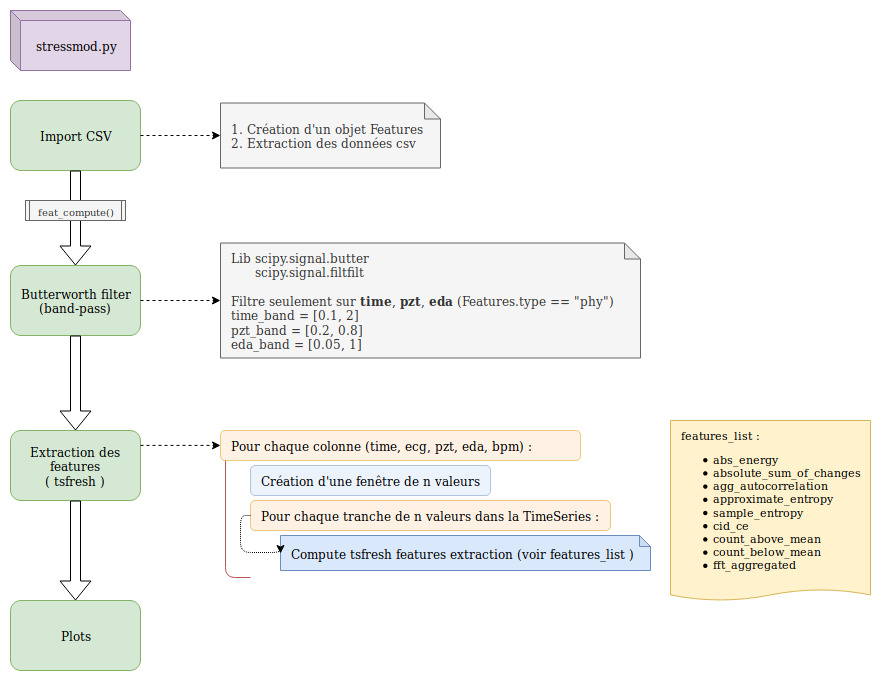 stressmod.py
Import CSV
1. Création d'un objet Features
2. Extraction des données csv
feat_compute()
Butterworth filter
(band-pass)
Lib scipy.signal.butter
scipy.signal.filtfilt
Filtre seulement sur time, pzt, eda (Features.type == "phy")
time_band = [0.1, 2]
pzt_band = [0.2, 0.8]
eda_band = [0.05, 1]
Extraction des
features
( tsfresh )
Pour chaque colonne (time, ecg, pzt, eda, bpm) :
Création d'une fenêtre de n valeurs
Pour chaque tranche de n valeurs dans la TimeSeries :
Compute tsfresh features extraction (voir features_list )
features_list :
• abs_energy
• absolute_sum_of_changes
• agg_autocorrelation
• approximate_entropy
• sample_entropy
• cid_ce
• count_above_mean
• count_below_mean
• fft_aggregated
Plots